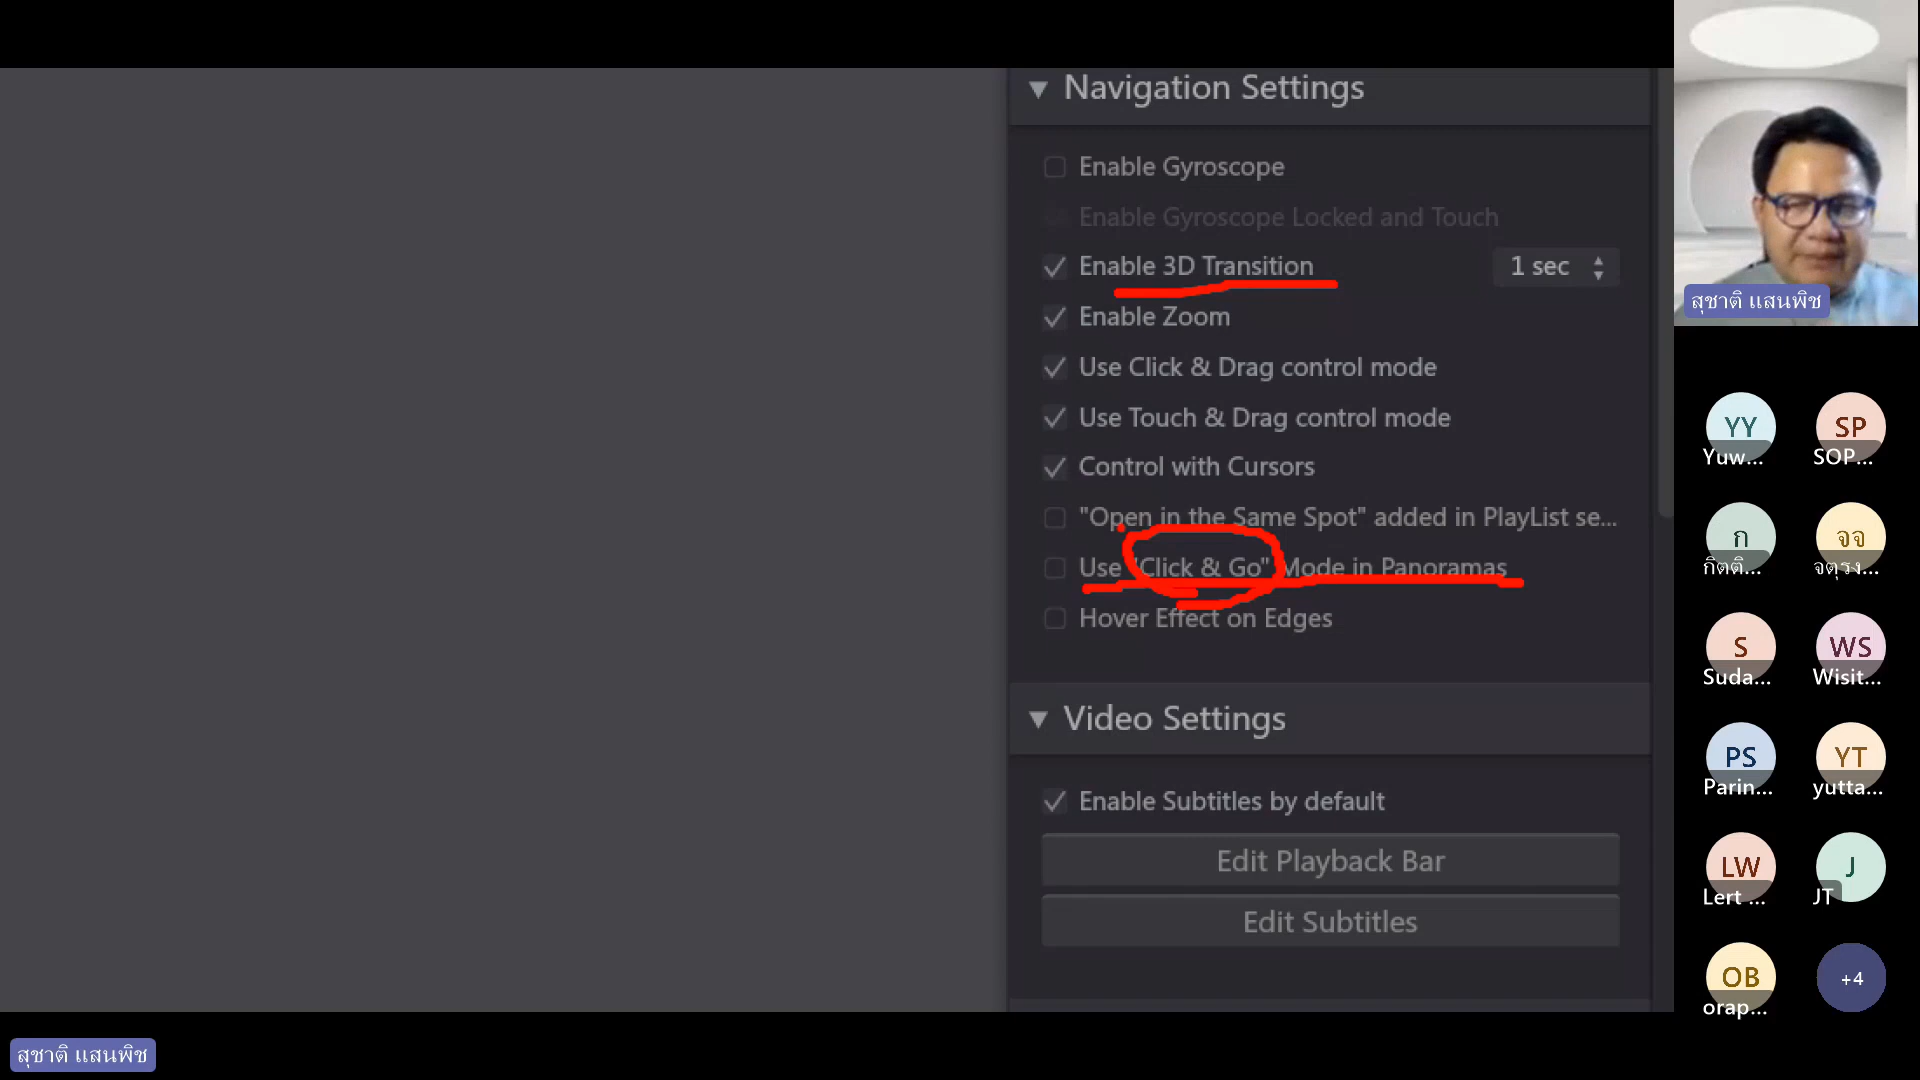 Navigation Settings
Enable Gyroscope
Enable Gyroscope Locked and Touch
Enable 3D Transition
1 sec
Enable Zoom
Use Click & Drag control mode
Use Touch & Drag control mode
Control with Cursors
"Open in the Same Spot" added in PlayList se...
Use "Click & Go" Mode in Panoramas
Hover Effect on Edges
Video Settings
Enable Subtitles by default
Edit Playback Bar
Edit Subtitles
สุชาติ แสนพิช
YY
Yuw...
SP
SOP...
ก
กิตติ...
จจ
จตุรง...
S
Suda...
WS
Wisit...
PS
Parin...
YT
yutta...
LW
Lert ...
J
JT
OB
orap...
+4
สุชาติ แสนพิช